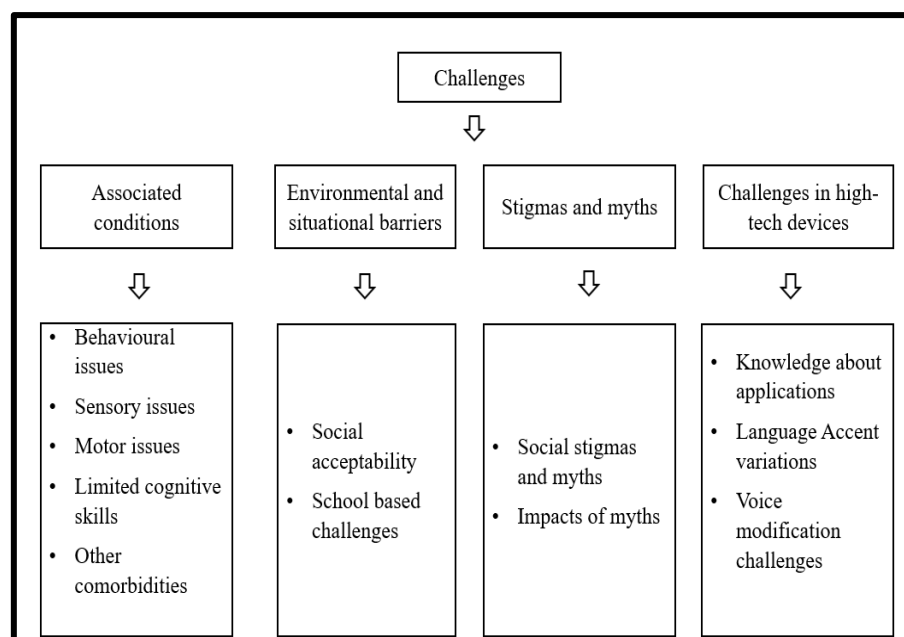 Challenges
Associated
conditions
Environmental and
situational barriers
Stigmas and myths
Challenges in high-
tech devices
• Behavioural
issues
• Sensory issues
• Motor issues
• Limited cognitive
skills
• Other
comorbidities
• Social
acceptability
• School based
challenges
• Social stigmas
and myths
• Impacts of myths
• Knowledge about
applications
• Language Accent
variations
• Voice
modification
challenges